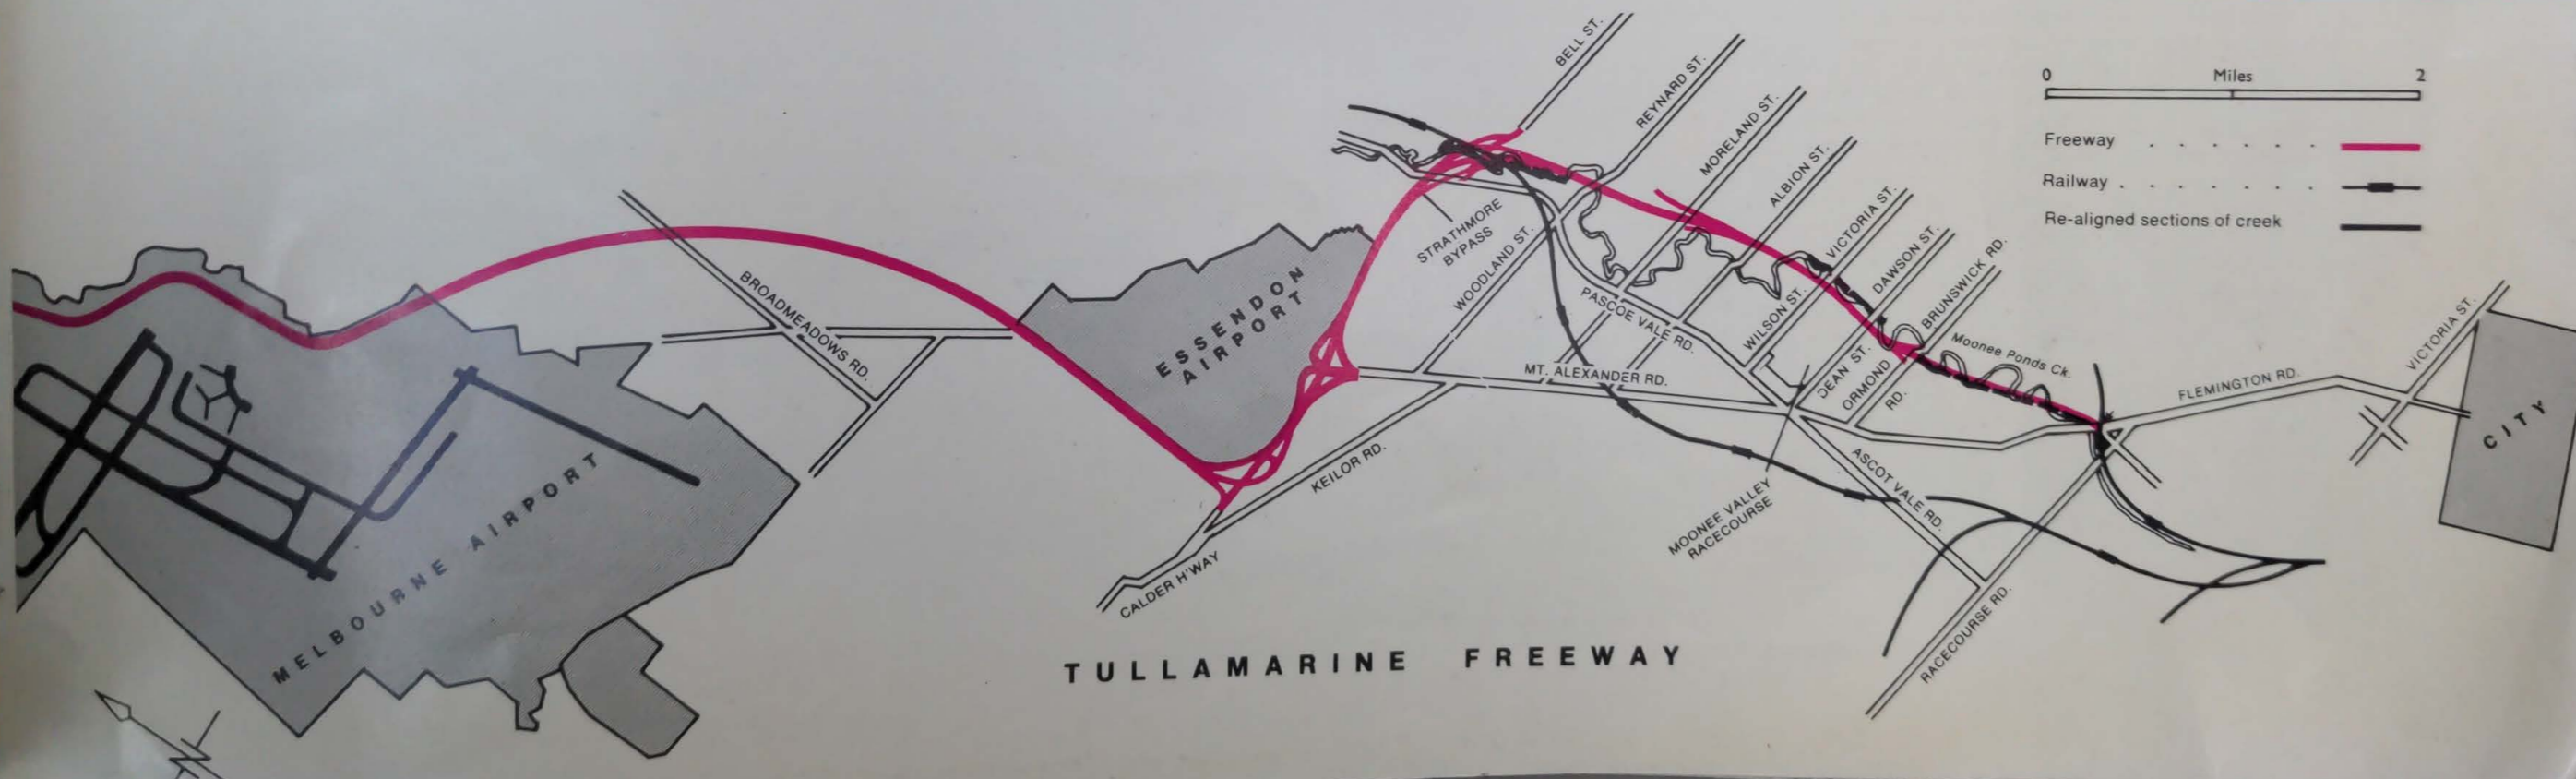 BELL ST.
REYNARD ST.
MORELAND ST.
ALBION ST.
VICTORIA ST.
DAWSON ST.
BRUNSWICK RD.
0 Miles 2
Freeway . . . . . .
Railway . . . . . .
Re-aligned sections of creek
STRATHMORE
BYPASS
WOODLAND ST.
PASCOE VALE RD.
WILSON ST.
DEAN ST.
ORMOND
RD.
Moonee Ponds Ck.
MT. ALEXANDER RD.
FLEMINGTON RD.
VICTORIA ST.
CITY
BROADMEADOWS RD.
ESSENDON
AIRPORT
KEILOR RD.
CALDER H'WAY
ASCOT VALE RD.
MOONEE VALLEY
RACECOURSE
RACECOURSE RD.
MELBOURNE AIRPORT
TULLAMARINE FREEWAY
N